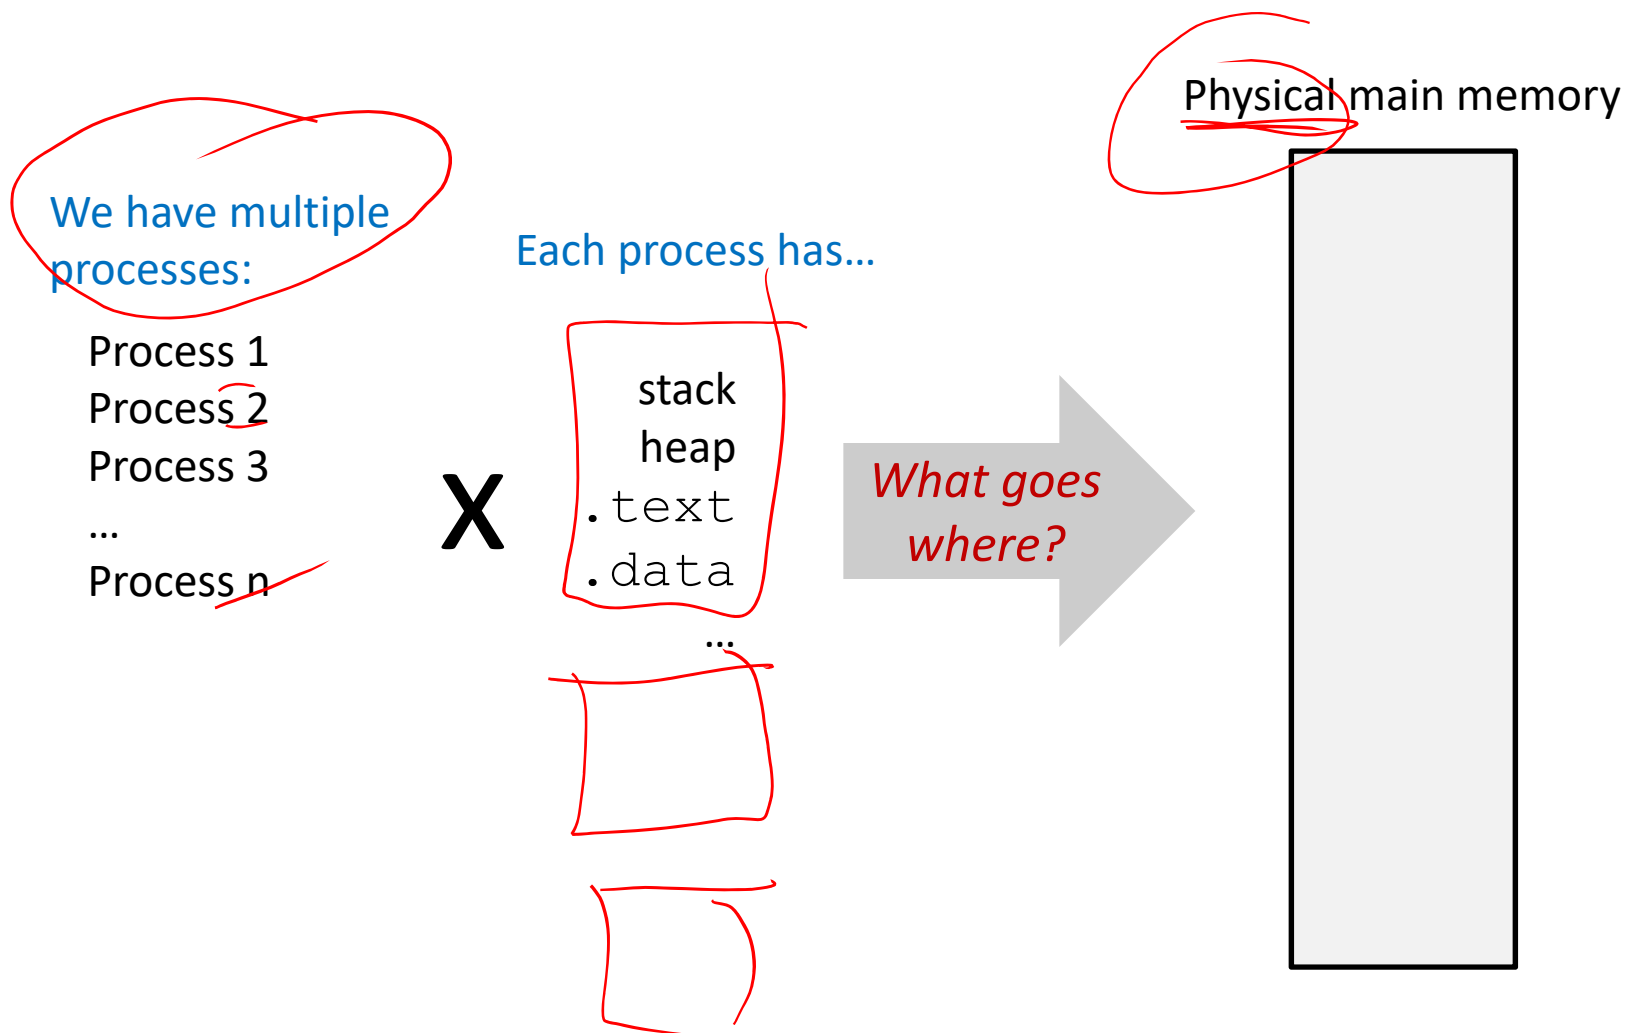 Physical main memory
We have multiple
processes:
Each process has…
Process 1
Process 2
Process 3
…
Process n
X
stack
heap
.text
.data
…
What goes
where?